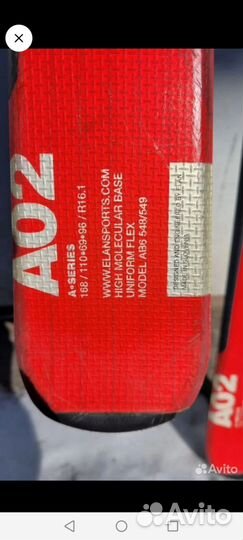 A02
A•SERIES
168 / 110•69•96 / R16.1
WWW.ELANSPORTS.COM
HIGH MOLECULAR BASE
UNIFORM FLEX
MODEL AB6 548/549
A02
Avito
Avito